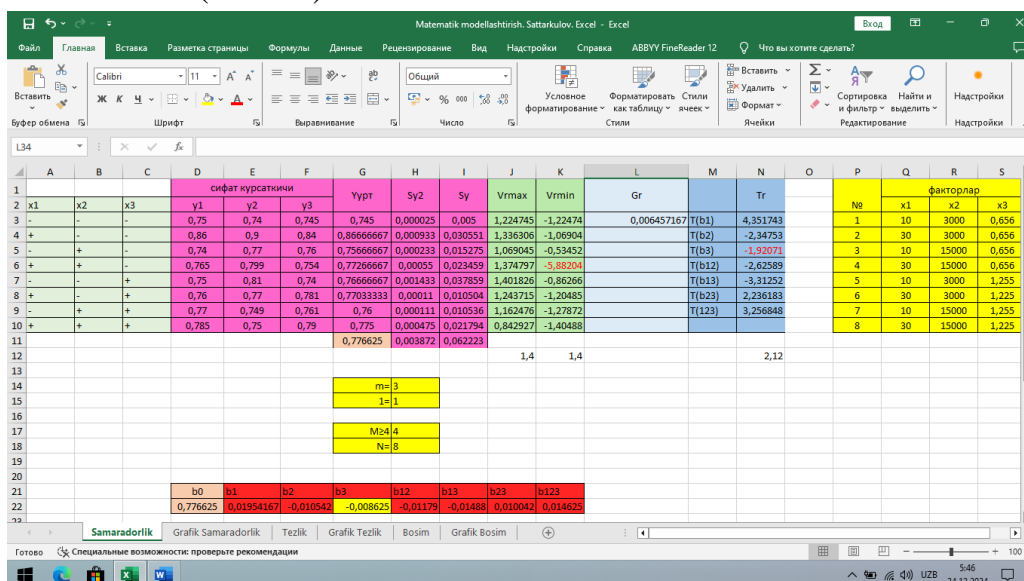 Matematik modellashtirish. Sattarkulov. Excel - Excel
Вход
Файл Главная Вставка Разметка страницы Формулы Данные Рецензирование Вид Надстройки Справка ABBYY FineReader 12 Что вы хотите сделать?
Вставить
Calibri 11
Ж К Ч
Общий
% 000
Условное форматирование
Форматировать как таблицу
Стили ячеек
Вставить
Удалить
Формат
Сортировка и фильтр
Найти и выделить
Надстройки
Буфер обмена Шрифт Выравнивание Число Стили Ячейки Редактирование Надстройки
L34 fx
A B C D E F G H I J K L M N O P Q R S
1 сифат курсаткичи Yурт Sy2 Sy Vrmax Vrmin Gr Tr факторлар
2 x1 x2 x3 y1 y2 y3 № x1 x2 x3
3 - - - 0,75 0,74 0,745 0,745 0,000025 0,005 1,224745 -1,22474 0,006457167 T(b1) 4,351743 1 10 3000 0,656
4 + - - 0,86 0,9 0,84 0,86666667 0,000933 0,030551 1,336306 -1,06904 T(b2) -2,34753 2 30 3000 0,656
5 - + - 0,74 0,77 0,76 0,75666667 0,000233 0,015275 1,069045 -0,53452 T(b3) -1,92071 3 10 15000 0,656
6 + + - 0,765 0,799 0,754 0,77266667 0,00055 0,023459 1,374797 -5,88204 T(b12) -2,62589 4 30 15000 0,656
7 - - + 0,75 0,81 0,74 0,76666667 0,001433 0,037859 1,401826 -0,86266 T(b13) -3,31252 5 10 3000 1,255
8 + - + 0,76 0,77 0,781 0,77033333 0,00011 0,010504 1,243715 -1,20485 T(b23) 2,236183 6 30 3000 1,225
9 - + + 0,77 0,749 0,761 0,76 0,000111 0,010536 1,162476 -1,27872 T(123) 3,256848 7 10 15000 1,255
10 + + + 0,785 0,75 0,79 0,775 0,000475 0,021794 0,842927 -1,40488 8 30 15000 1,225
11 0,776625 0,003872 0,062223
12 1,4 1,4 2,12
13
14 m= 3
15 1= 1
16
17 M≥4 4
18 N= 8
19
20
21 b0 b1 b2 b3 b12 b13 b23 b123
22 0,776625 0,01954167 -0,010542 -0,008625 -0,01179 -0,01488 0,010042 0,014625
23
Samaradorlik Grafik Samaradorlik Tezlik Grafik Tezlik Bosim Grafik Bosim
Готово Специальные возможности: проверьте рекомендации 100
UZB 5:46
24.12.2024